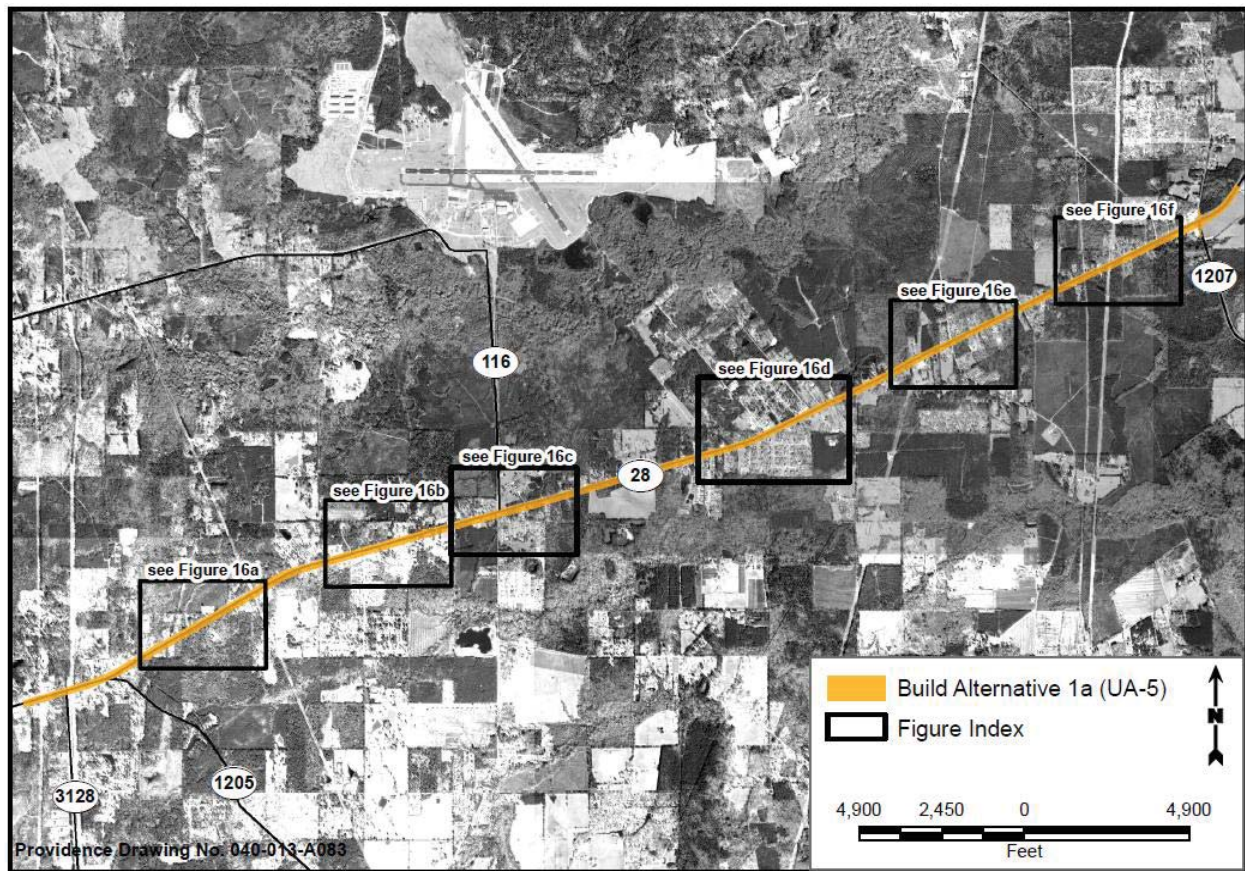 see Figure 16f
1207
see Figure 16e
116
see Figure 16d
see Figure 16c
28
see Figure 16b
see Figure 16a
Build Alternative 1a (UA-5)
Figure Index
N
4,900 2,450 0 4,900
Feet
3128
1205
Providence Drawing No. 040-013-A083